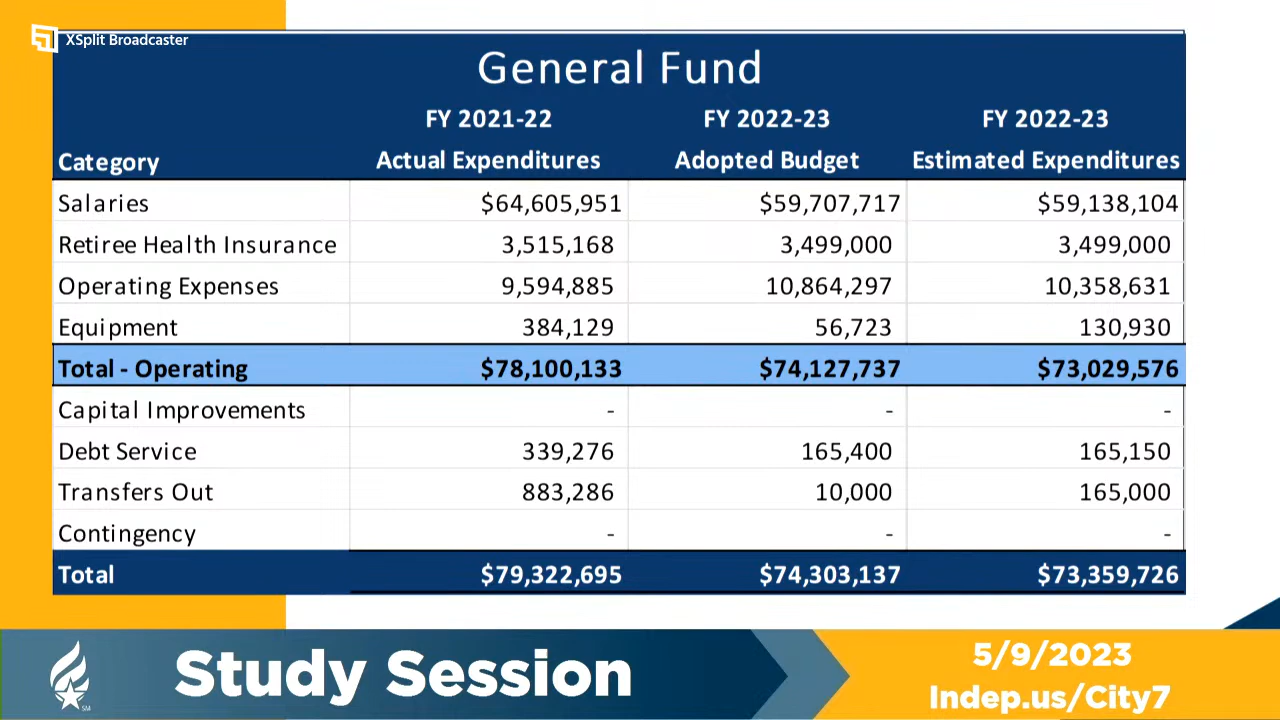 XSplit Broadcaster
General Fund
FY 2021-22 FY 2022-23 FY 2022-23
Category Actual Expenditures Adopted Budget Estimated Expenditures
Salaries $64,605,951 $59,707,717 $59,138,104
Retiree Health Insurance 3,515,168 3,499,000 3,499,000
Operating Expenses 9,594,885 10,864,297 10,358,631
Equipment 384,129 56,723 130,930
Total - Operating $78,100,133 $74,127,737 $73,029,576
Capital Improvements - - -
Debt Service 339,276 165,400 165,150
Transfers Out 883,286 10,000 165,000
Contingency - - -
Total $79,322,695 $74,303,137 $73,359,726
Study Session
5/9/2023
Indep.us/City7
SM